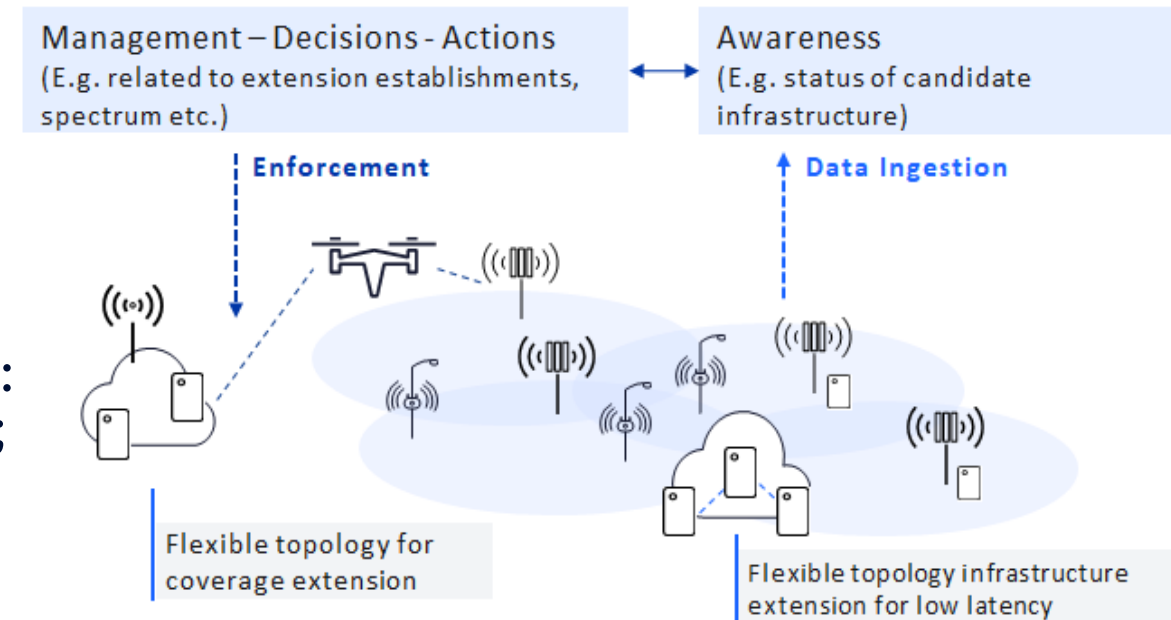 Management – Decisions - Actions
(E.g. related to extension establishments,
spectrum etc.)
Awareness
(E.g. status of candidate
infrastructure)
Enforcement
Data Ingestion
:
;
Flexible topology for
coverage extension
Flexible topology infrastructure
extension for low latency